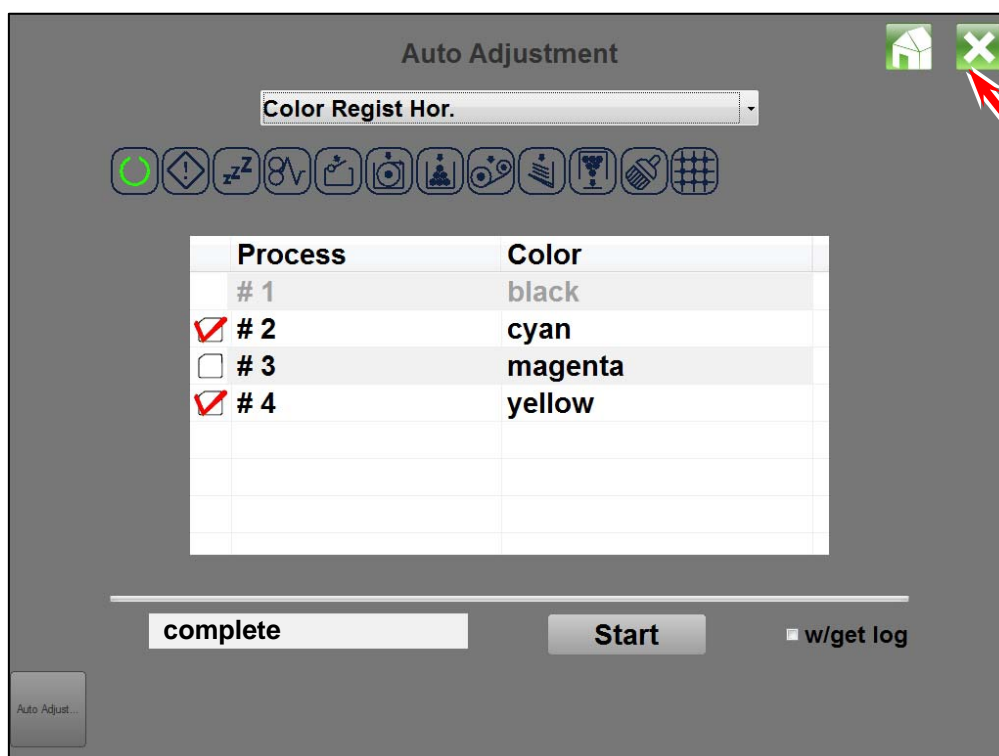 Auto Adjustment
Color Regist Hor.
! zzZ
Process Color
# 1 black
# 2 cyan
# 3 magenta
# 4 yellow
complete Start w/get log
Auto Adjust...